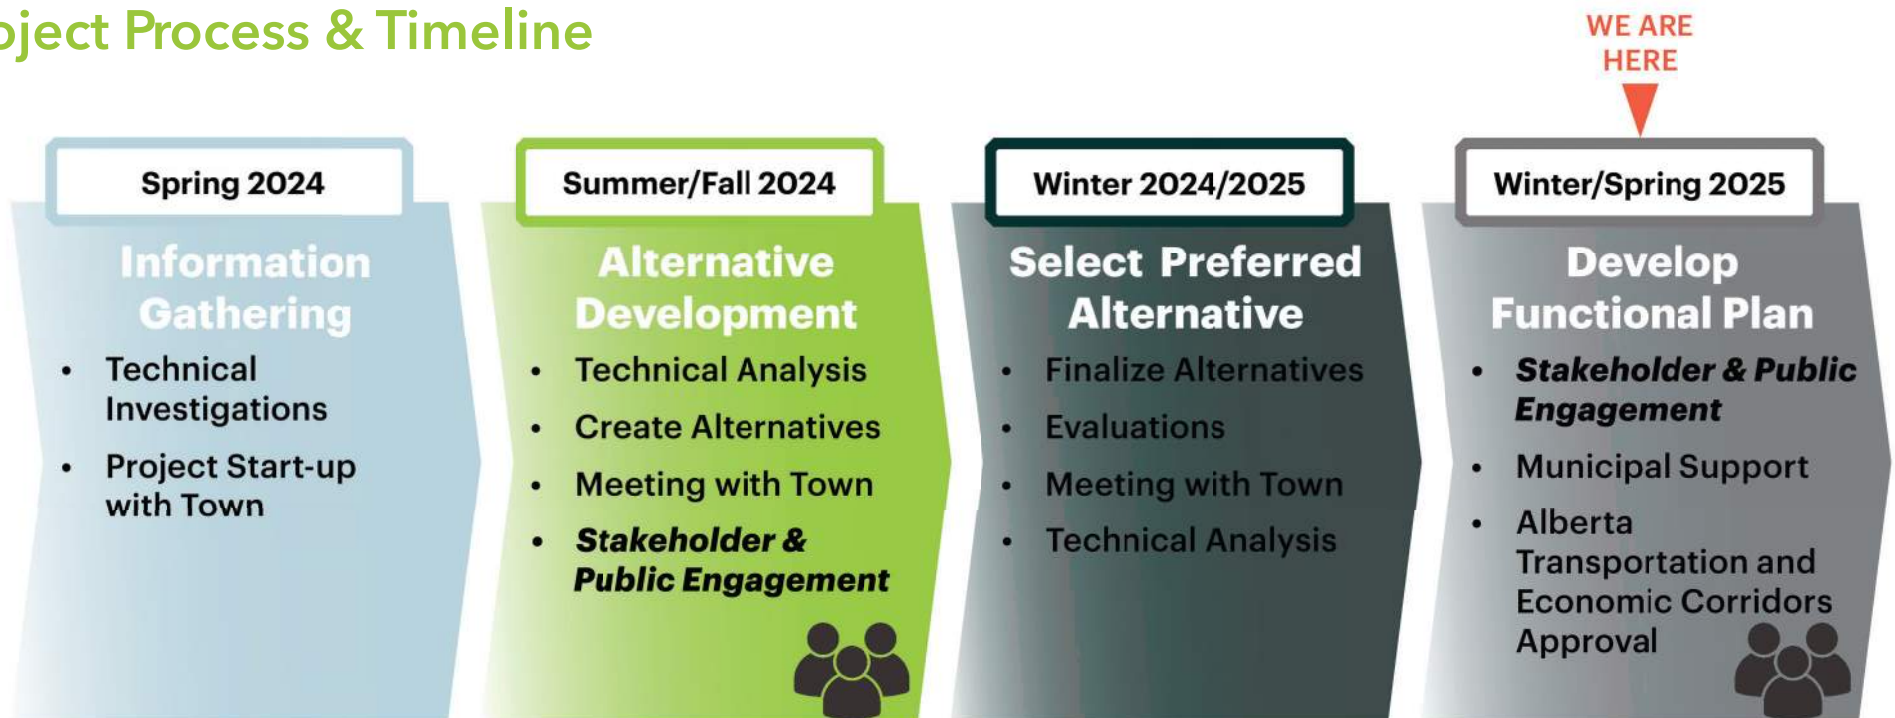 oject Process & Timeline
WE ARE
HERE
Spring 2024
Information
Gathering
• Technical
Investigations
• Project Start-up
with Town
Summer/Fall 2024
Alternative
Development
• Technical Analysis
• Create Alternatives
• Meeting with Town
• Stakeholder &
Public Engagement
Winter 2024/2025
Select Preferred
Alternative
• Finalize Alternatives
• Evaluations
• Meeting with Town
• Technical Analysis
Winter/Spring 2025
Develop
Functional Plan
• Stakeholder & Public
Engagement
• Municipal Support
• Alberta
Transportation and
Economic Corridors
Approval